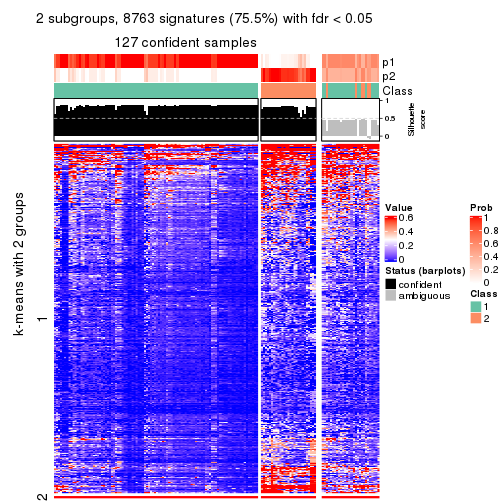 2 subgroups, 8763 signatures (75.5%) with fdr < 0.05
127 confident samples
p1
p2
Class
1
0.5
0
Silhouette
score
k-means with 2 groups
1
2
Value
0.6
0.4
0.2
0
Status (barplots)
confident
ambiguous
Prob
1
0.8
0.6
0.4
0.2
0
Class
1
2